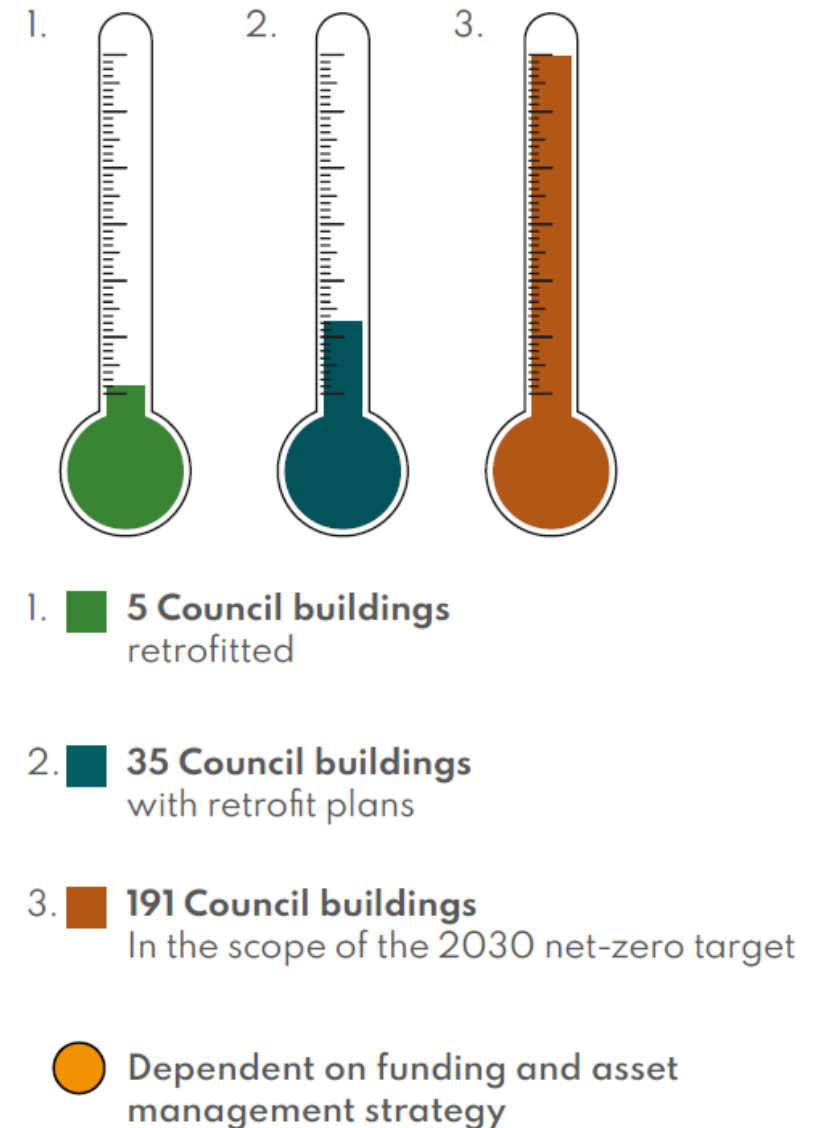 1.
2.
3.
1. 5 Council buildings
retrofitted
2. 35 Council buildings
with retrofit plans
3. 191 Council buildings
In the scope of the 2030 net-zero target
Dependent on funding and asset
management strategy